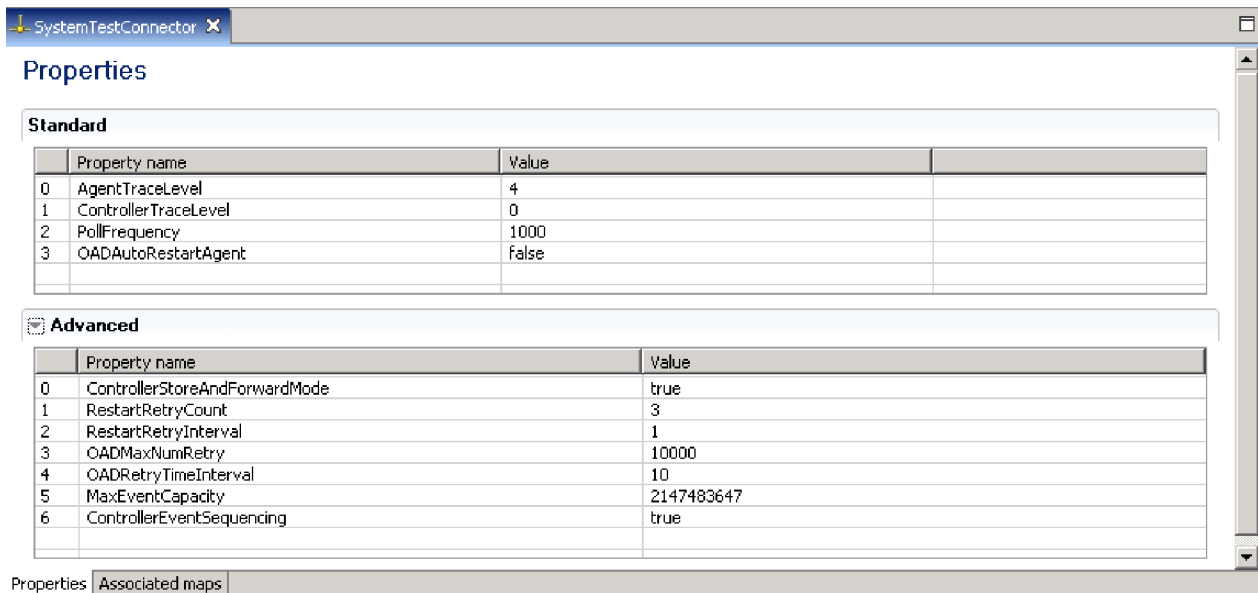 SystemTestConnector
Properties
Standard
Property name Value
0 AgentTraceLevel 4
1 ControllerTraceLevel 0
2 PollFrequency 1000
3 OADAutoRestartAgent false
Advanced
Property name Value
0 ControllerStoreAndForwardMode true
1 RestartRetryCount 3
2 RestartRetryInterval 1
3 OADMaxNumRetry 10000
4 OADRetryTimeInterval 10
5 MaxEventCapacity 2147483647
6 ControllerEventSequencing true
Properties Associated maps